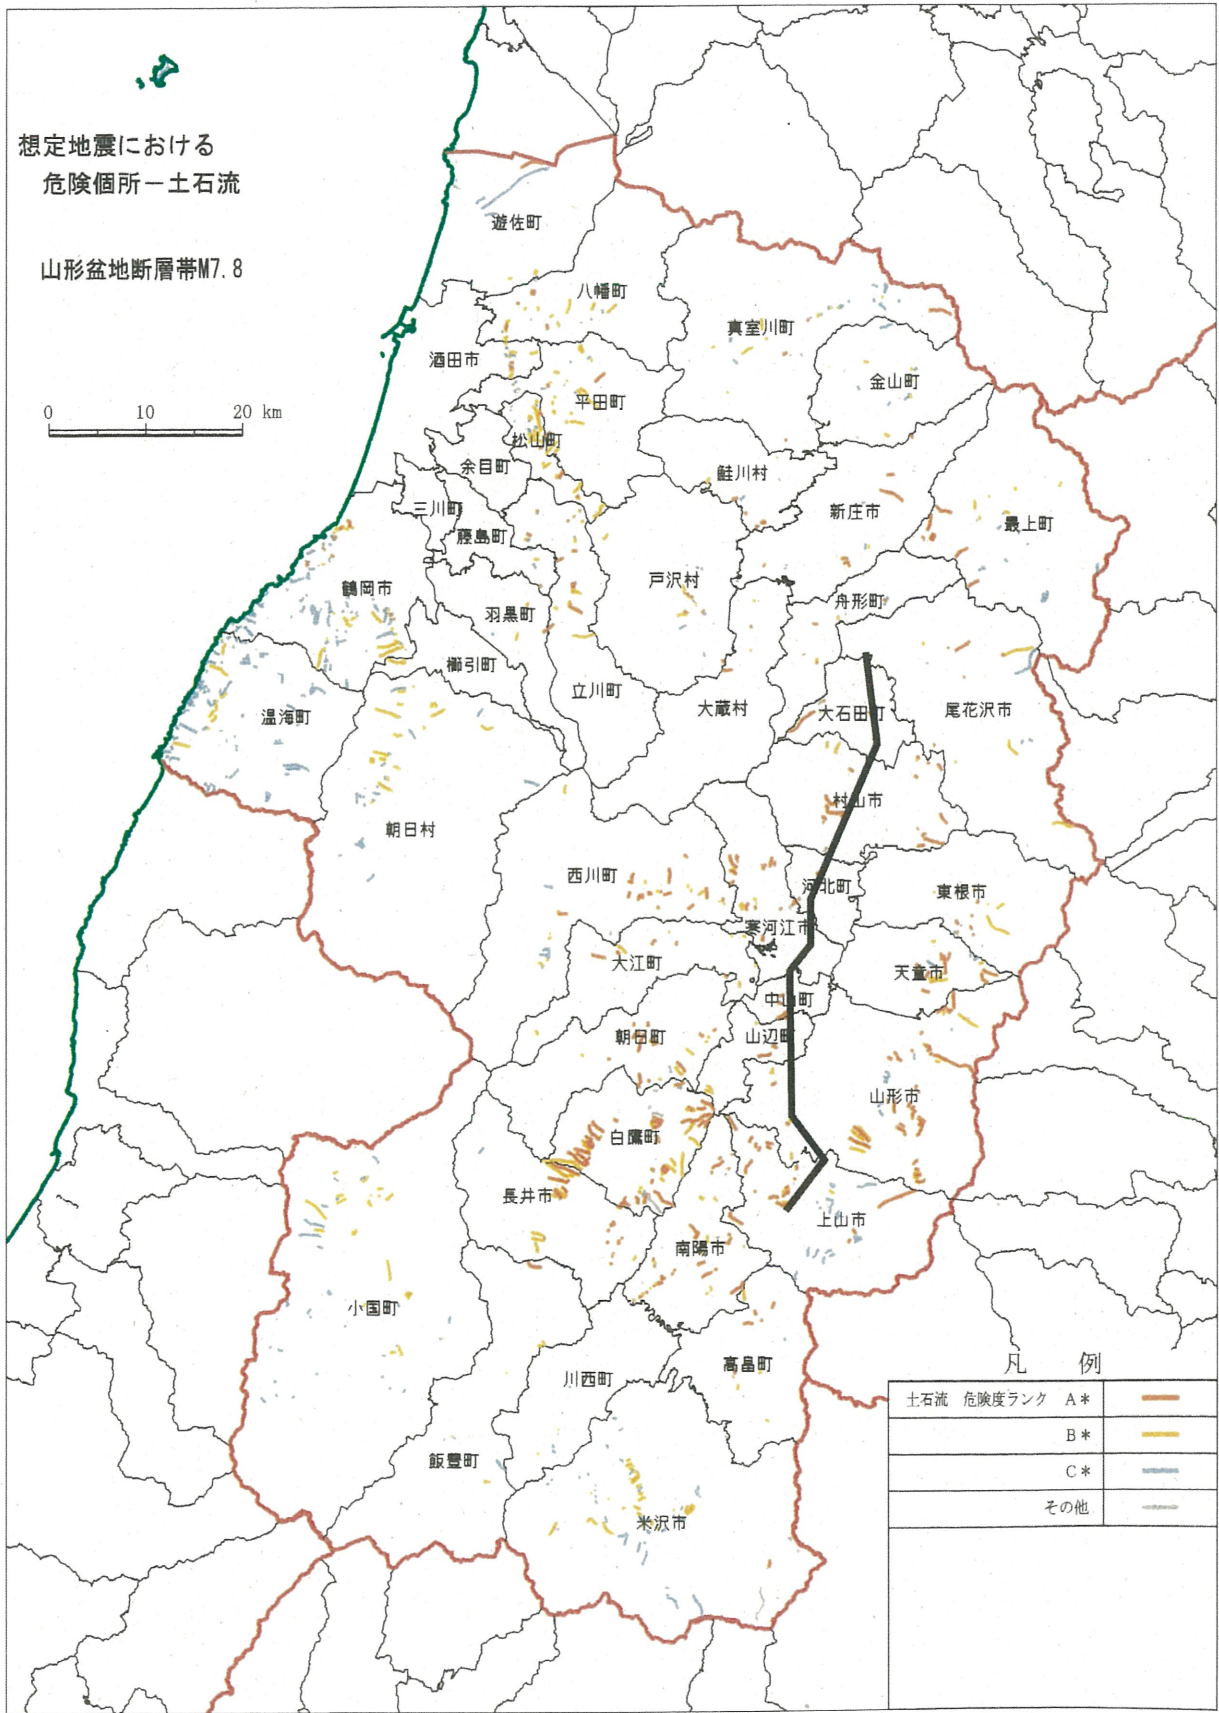 想定地震における
危険個所－土石流
山形盆地断層帯M7.8
0 10 20 km
遊佐町
八幡町
真室川町
酒田市
金山町
平田町
松山町
余目町
鮭川村
三川町
新庄市
最上町
藤島町
鶴岡市
戸沢村
舟形町
羽黒町
櫛引町
立川町
大蔵村
温海町
大石田町
尾花沢市
村山市
朝日村
西川町
河北町
東根市
寒河江市
大江町
天童市
中山町
朝日町
山辺町
山形市
白鷹町
長井市
上山市
南陽市
小国町
高畠町
川西町
飯豊町
米沢市
凡 例
土石流 危険度ランク A＊
B＊
C＊
その他